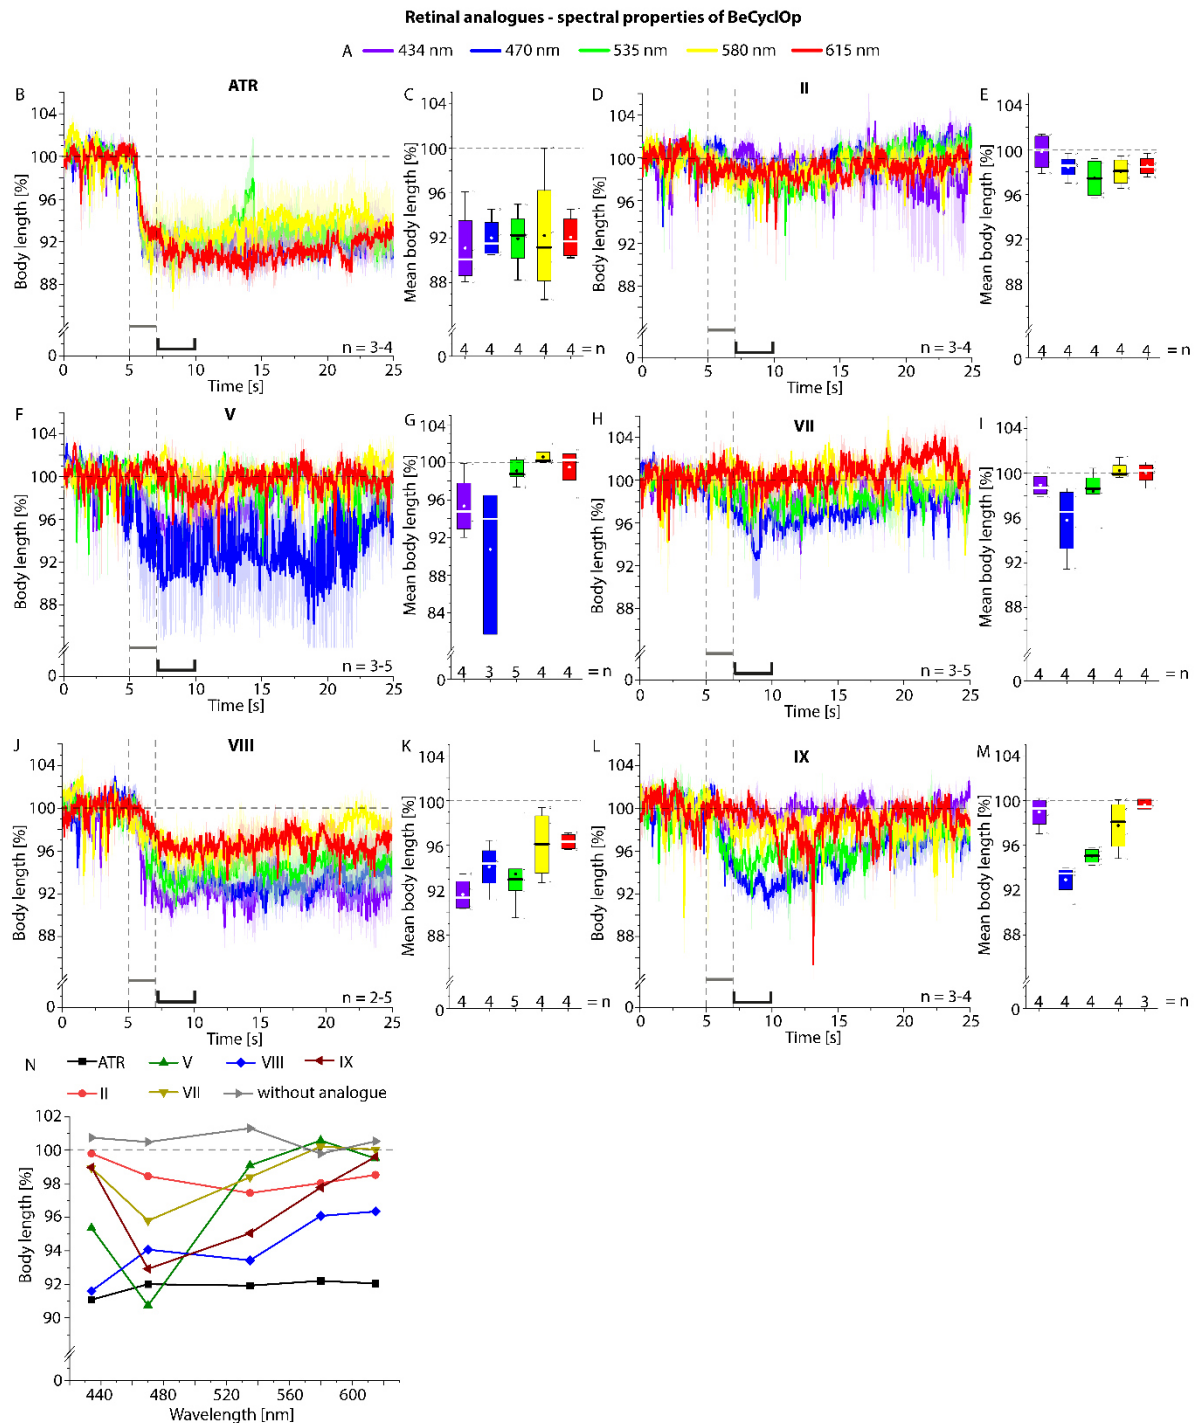 Retinal analogues - spectral properties of BeCyclOp
A 434 nm 470 nm 535 nm 580 nm 615 nm
B ATR
104
100
96
92
88
0
Body length [%]
0 5 10 15 20 25
Time [s]
n = 3-4
C
104
100
96
92
88
0
Mean body length [%]
4 4 4 4 4 = n
D II
104
100
96
92
88
0
Body length [%]
0 5 10 15 20 25
Time [s]
n = 3-4
E
104
100
96
92
88
0
Mean body length [%]
4 4 4 4 4 = n
F V
104
100
96
92
88
0
Body length [%]
0 5 10 15 20 25
Time [s]
n = 3-5
G
104
100
96
92
88
84
0
Mean body length [%]
4 3 5 4 4 = n
H VII
104
100
96
92
88
0
Body length [%]
0 5 10 15 20 25
Time [s]
n = 3-5
I
104
100
96
92
88
0
Mean body length [%]
4 4 4 4 4 = n
J VIII
104
100
96
92
88
0
Body length [%]
0 5 10 15 20 25
Time [s]
n = 2-5
K
104
100
96
92
88
0
Mean body length [%]
4 4 5 4 4 = n
L IX
104
100
96
92
88
0
Body length [%]
0 5 10 15 20 25
Time [s]
n = 3-4
M
104
100
96
92
88
0
Mean body length [%]
4 4 4 4 3 = n
N ATR V VIII IX
II VII without analogue
102
100
98
96
94
92
90
0
Body length [%]
440 480 520 560 600
Wavelength [nm]